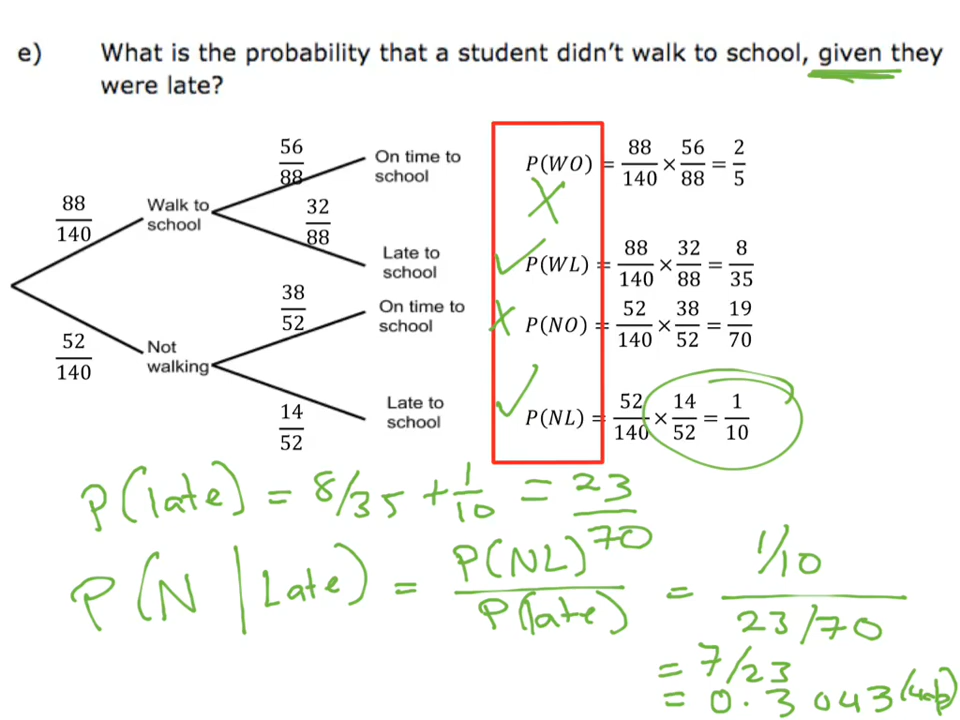 e) What is the probability that a student didn't walk to school, given they
were late?
56/88
On time to
school
P(WO) = 88/140 × 56/88 = 2/5
88/140
Walk to
school
32/88
X
Late to
school
P(WL) = 88/140 × 32/88 = 8/35
38/52
On time to
school
X P(NO) = 52/140 × 38/52 = 19/70
52/140
Not
walking
14/52
Late to
school
P(NL) = 52/140 × 14/52 = 1/10
P(late) = 8/35 + 1/10 = 23/70
P(N | Late) = P(NL)/P(late) = 1/10 / 23/70
= 7/23
= 0.3043 (4dp)